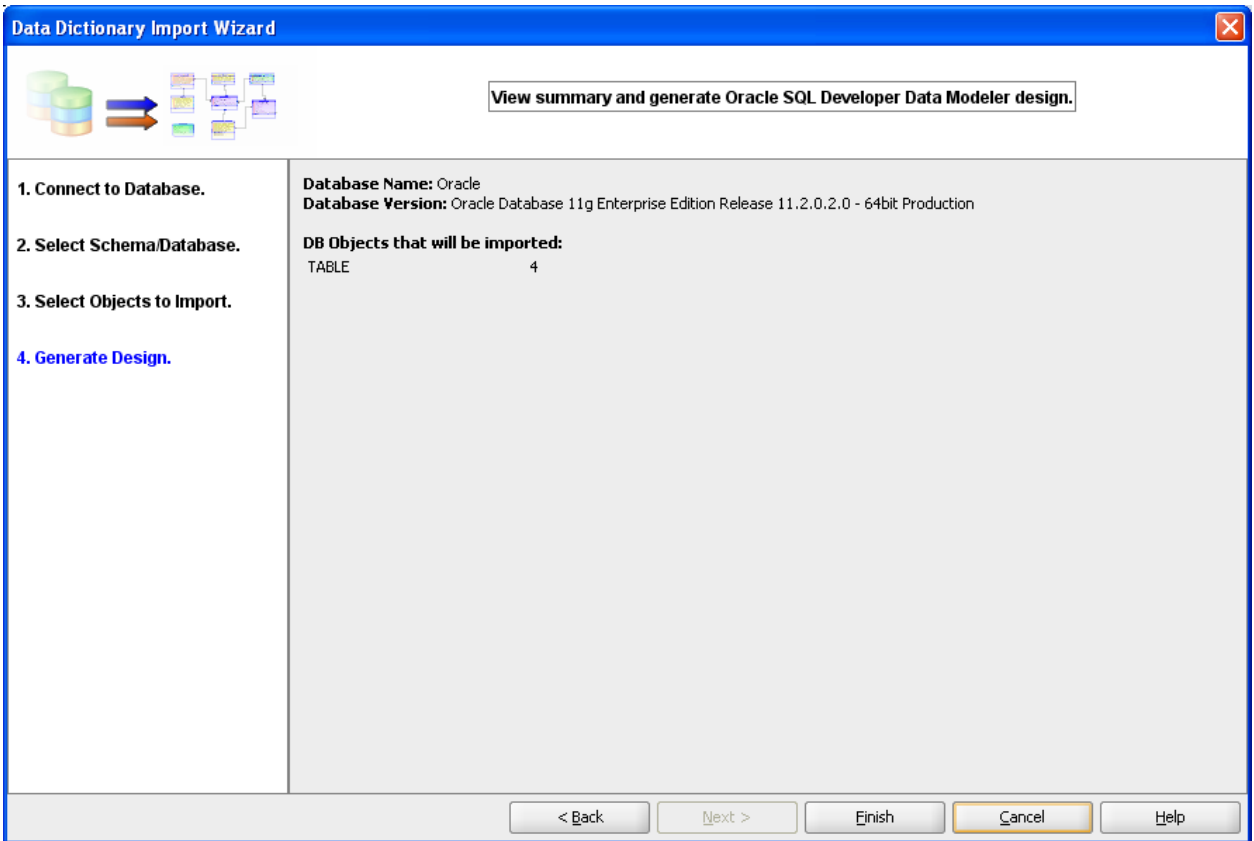 Data Dictionary Import Wizard
View summary and generate Oracle SQL Developer Data Modeler design.
1. Connect to Database.
2. Select Schema/Database.
3. Select Objects to Import.
4. Generate Design.
Database Name: Oracle
Database Version: Oracle Database 11g Enterprise Edition Release 11.2.0.2.0 - 64bit Production
DB Objects that will be imported:
TABLE 4
< Back Next > Finish Cancel Help